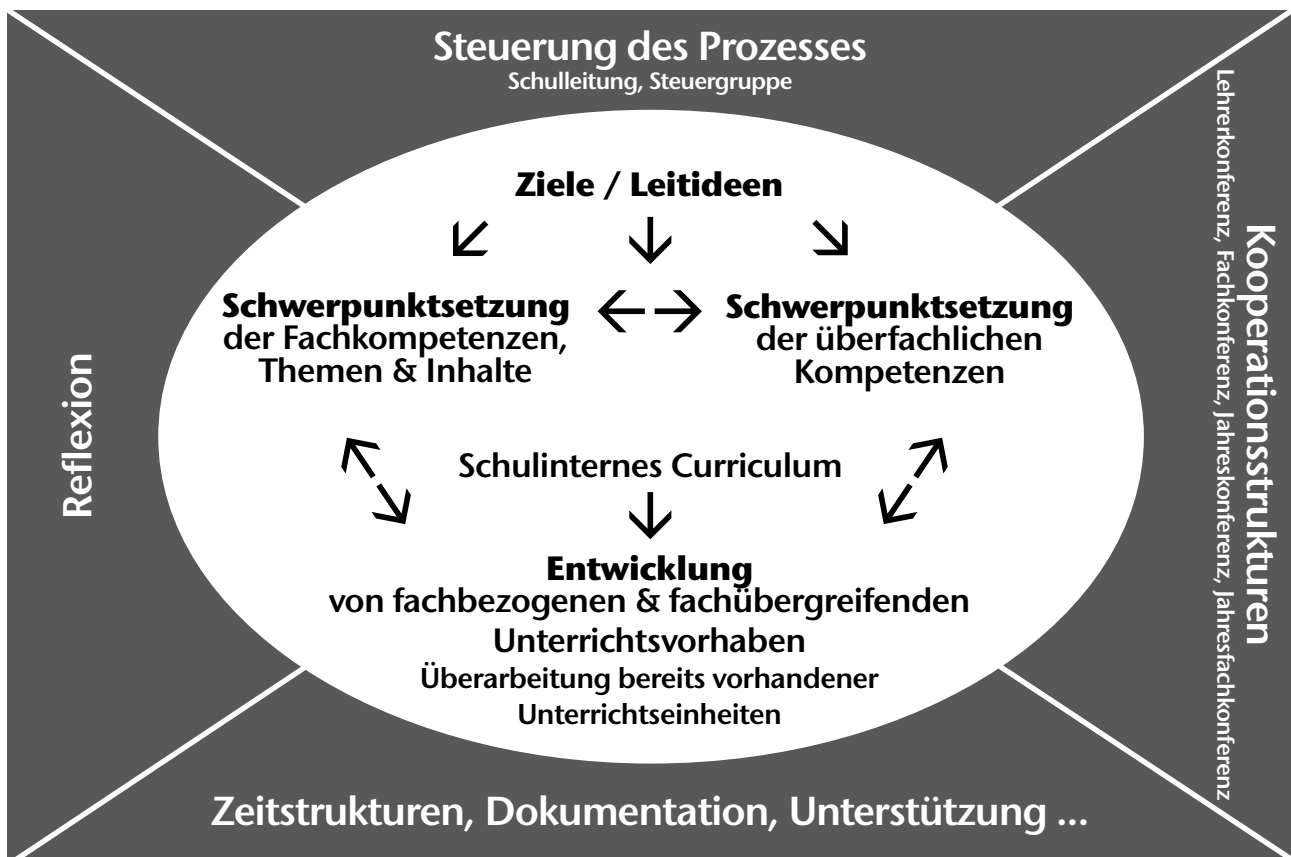 Steuerung des Prozesses
Schulleitung, Steuergruppe
Ziele / Leitideen
Schwerpunktsetzung
der Fachkompetenzen,
Themen & Inhalte
Schwerpunktsetzung
der überfachlichen
Kompetenzen
Schulinternes Curriculum
Entwicklung
von fachbezogenen & fachübergreifenden
Unterrichtsvorhaben
Überarbeitung bereits vorhandener
Unterrichtseinheiten
Reflexion
Kooperationsstrukturen
Lehrerkonferenz, Fachkonferenz, Jahreskonferenz, Jahresfachkonferenz
Zeitstrukturen, Dokumentation, Unterstützung ...